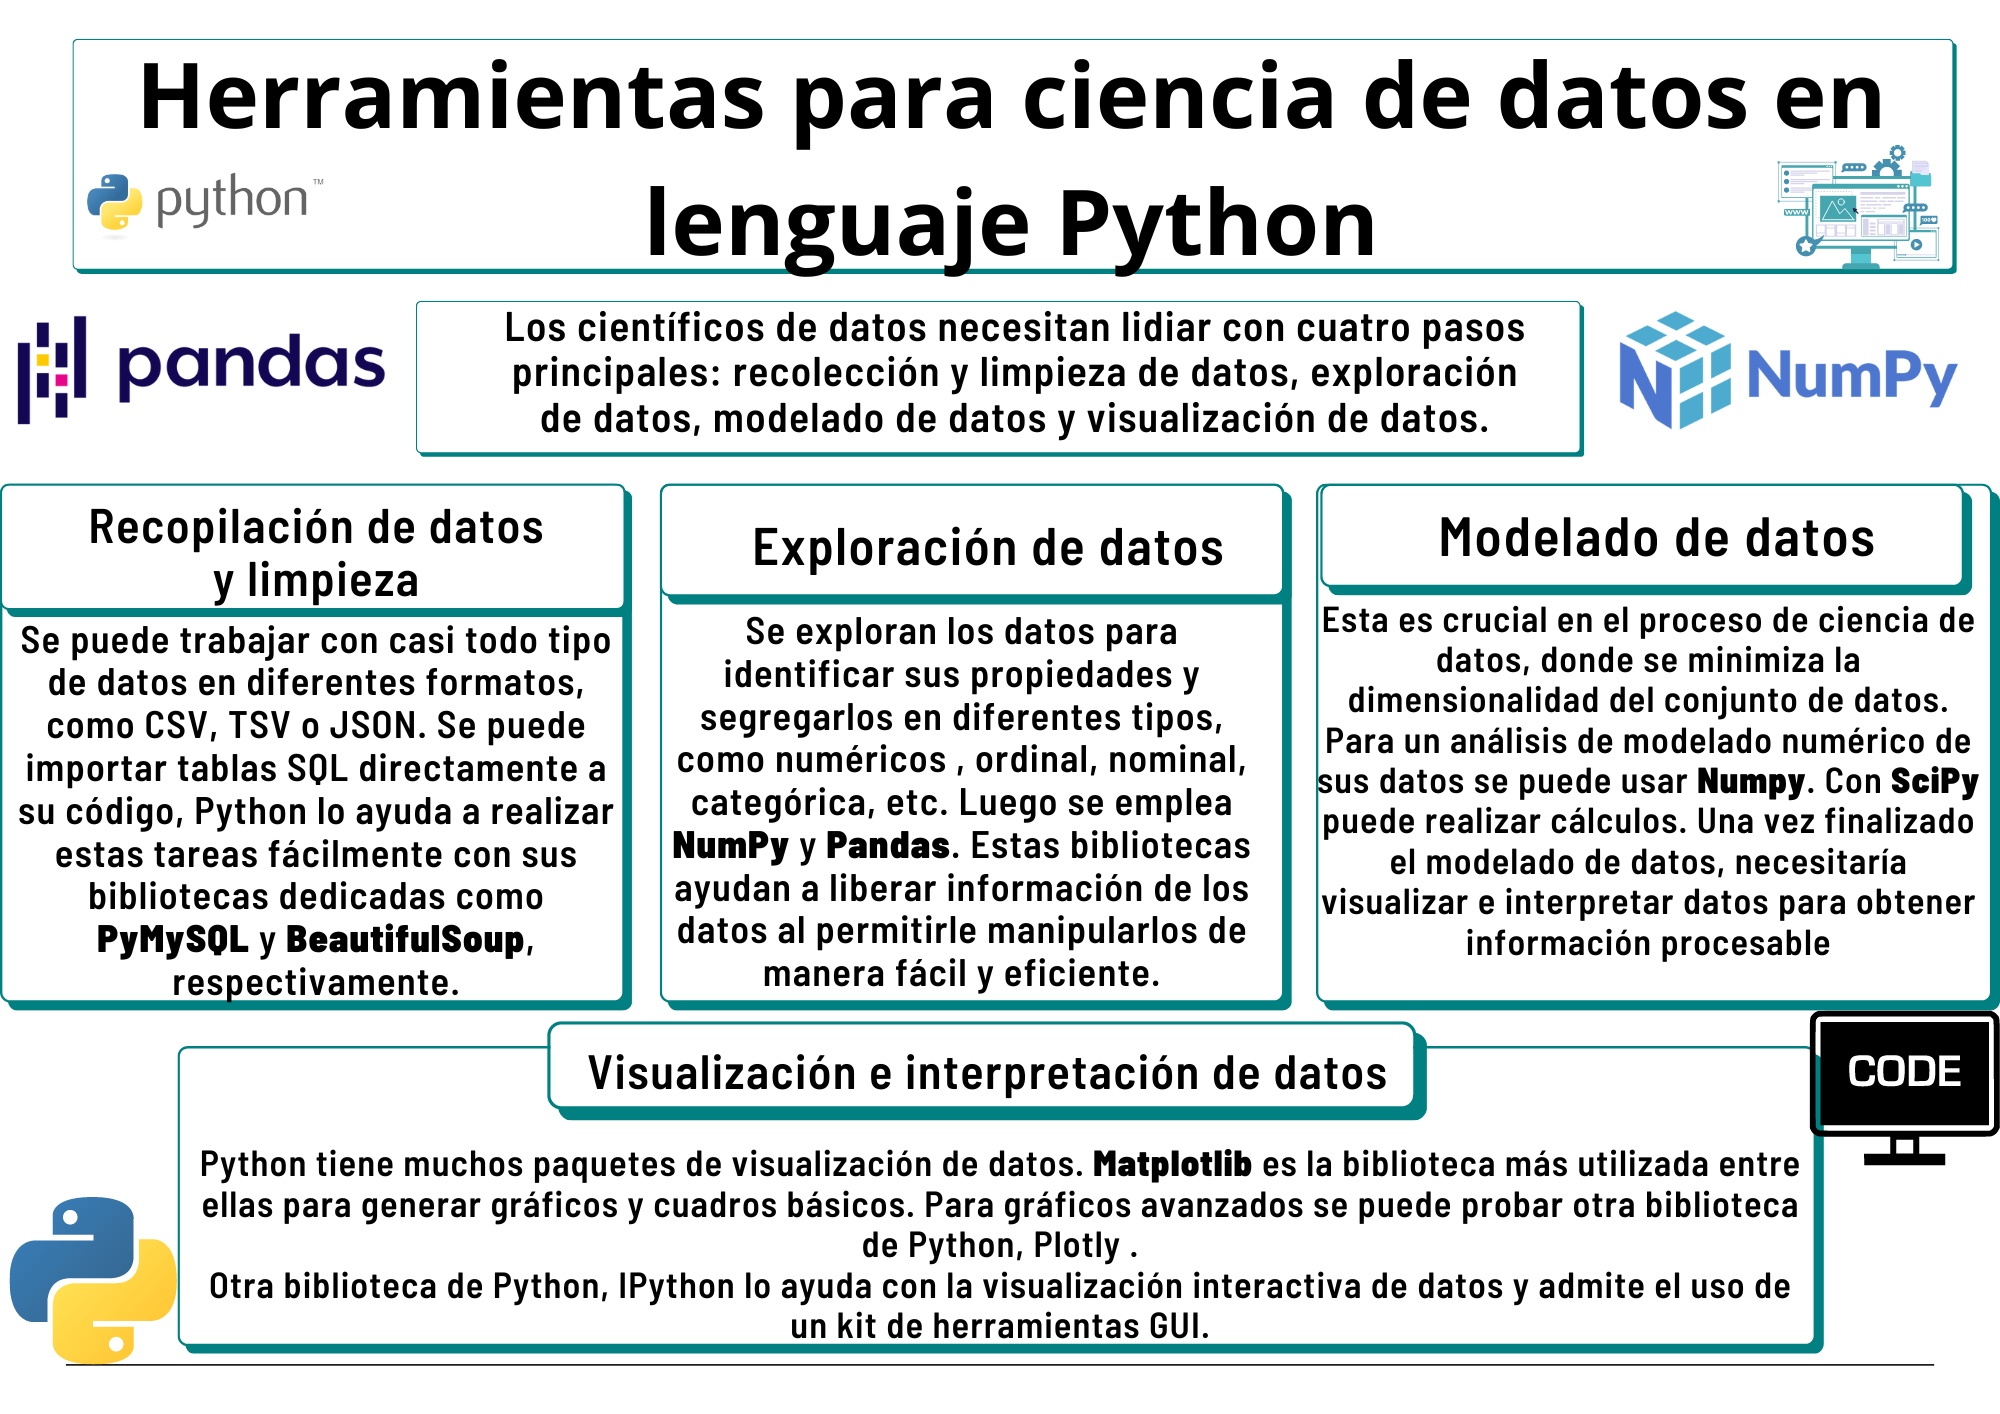 Herramientas para ciencia de datos en
lenguaje Python
python™
WWW
pandas
Los científicos de datos necesitan lidiar con cuatro pasos
principales: recolección y limpieza de datos, exploración
de datos, modelado de datos y visualización de datos.
NumPy
Recopilación de datos
y limpieza
Se puede trabajar con casi todo tipo
de datos en diferentes formatos,
como CSV, TSV o JSON. Se puede
importar tablas SQL directamente a
su código, Python lo ayuda a realizar
estas tareas fácilmente con sus
bibliotecas dedicadas como
PyMySQL y BeautifulSoup,
respectivamente.
Exploración de datos
Se exploran los datos para
identificar sus propiedades y
segregarlos en diferentes tipos,
como numéricos , ordinal, nominal,
categórica, etc. Luego se emplea
NumPy y Pandas. Estas bibliotecas
ayudan a liberar información de los
datos al permitirle manipularlos de
manera fácil y eficiente.
Modelado de datos
Esta es crucial en el proceso de ciencia de
datos, donde se minimiza la
dimensionalidad del conjunto de datos.
Para un análisis de modelado numérico de
sus datos se puede usar Numpy. Con SciPy
puede realizar cálculos. Una vez finalizado
el modelado de datos, necesitaría
visualizar e interpretar datos para obtener
información procesable
CODE
Visualización e interpretación de datos
Python tiene muchos paquetes de visualización de datos. Matplotlib es la biblioteca más utilizada entre
ellas para generar gráficos y cuadros básicos. Para gráficos avanzados se puede probar otra biblioteca
de Python, Plotly .
Otra biblioteca de Python, IPython lo ayuda con la visualización interactiva de datos y admite el uso de
un kit de herramientas GUI.